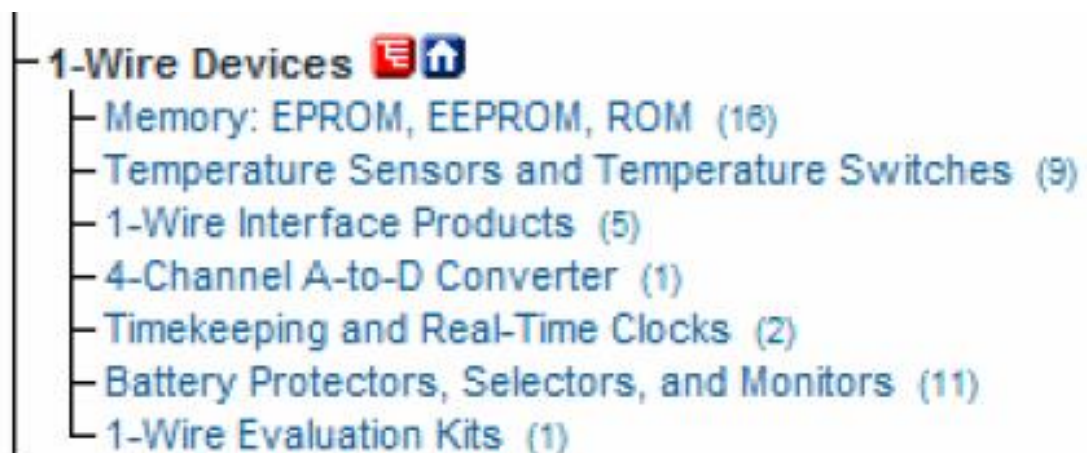 1-Wire Devices
Memory: EPROM, EEPROM, ROM (16)
Temperature Sensors and Temperature Switches (9)
1-Wire Interface Products (5)
4-Channel A-to-D Converter (1)
Timekeeping and Real-Time Clocks (2)
Battery Protectors, Selectors, and Monitors (11)
1-Wire Evaluation Kits (1)